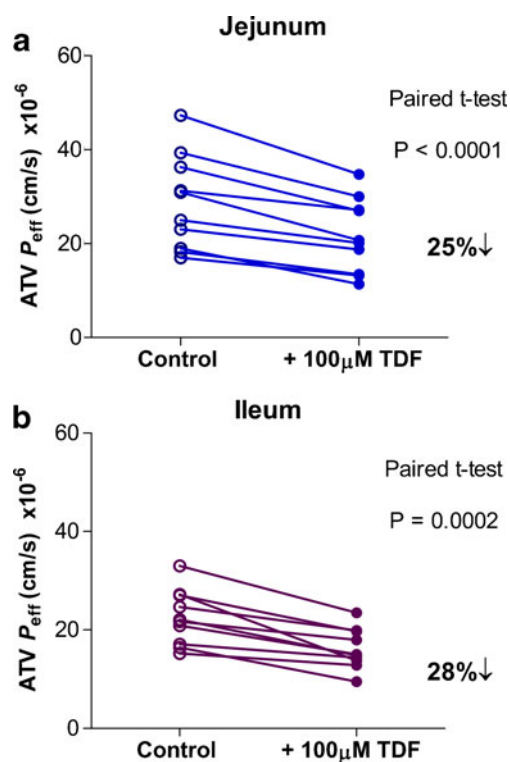 a
Jejunum
ATV Peff (cm/s) x10-6
60
40
20
0
Paired t-test
P < 0.0001
25%↓
Control
+ 100μM TDF
b
Ileum
ATV Peff (cm/s) x10-6
60
40
20
0
Paired t-test
P = 0.0002
28%↓
Control
+ 100μM TDF